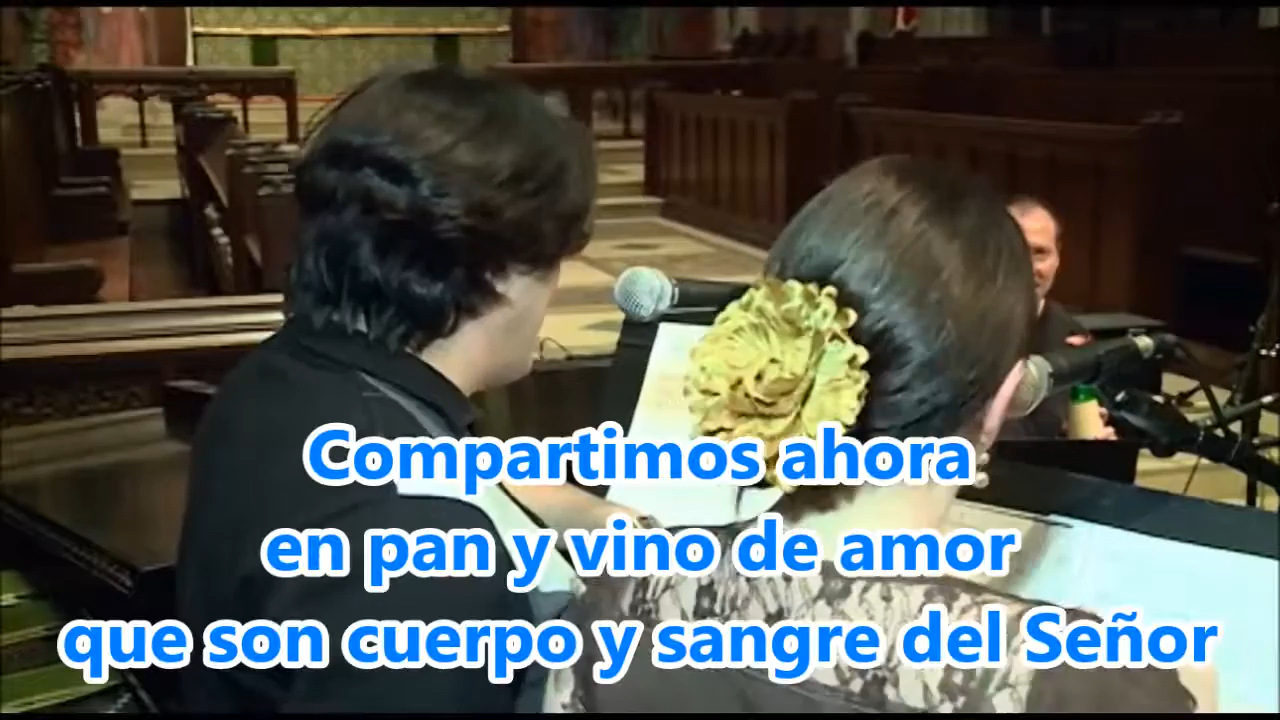 Compartimos ahora
en pan y vino de amor
que son cuerpo y sangre del Señor